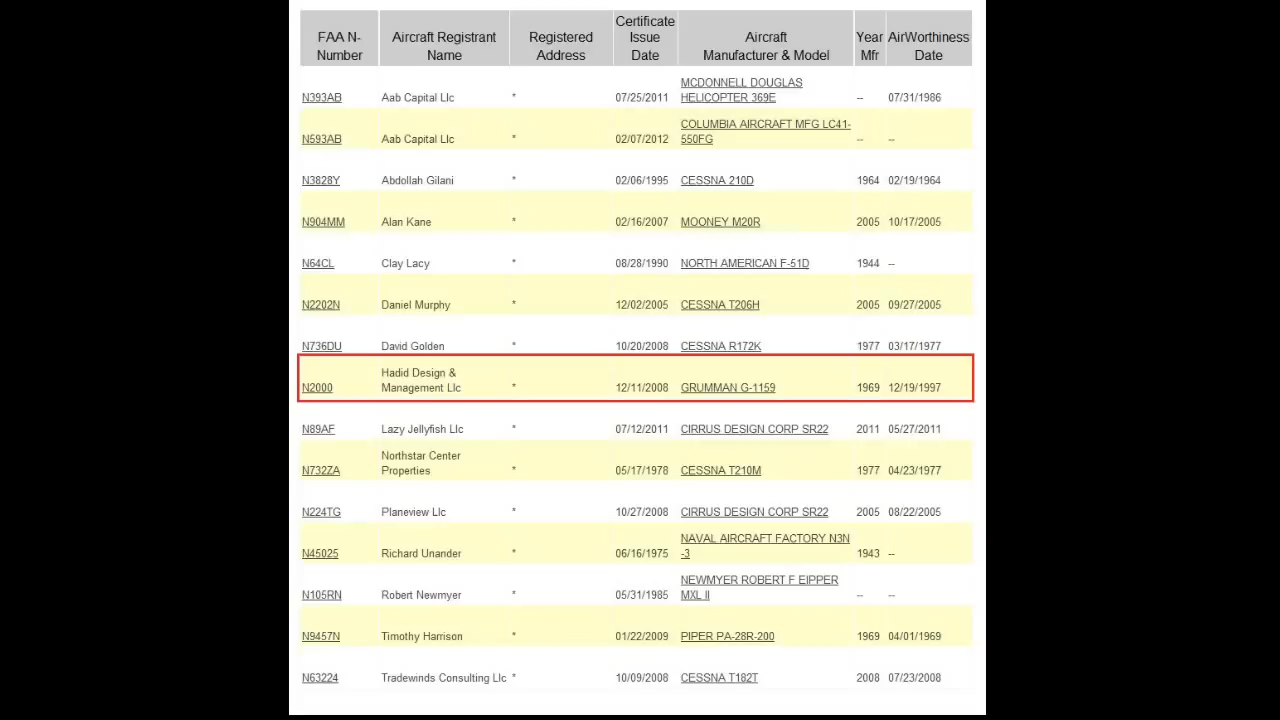 FAA N-Number Aircraft Registrant Name Registered Address Certificate Issue Date Aircraft Manufacturer & Model Year Mfr AirWorthiness Date
N393AB Aab Capital Llc * 07/25/2011 MCDONNELL DOUGLAS HELICOPTER 369E -- 07/31/1986
N593AB Aab Capital Llc * 02/07/2012 COLUMBIA AIRCRAFT MFG LC41-550FG -- --
N3828Y Abdollah Gilani * 02/06/1995 CESSNA 210D 1964 02/19/1964
N904MM Alan Kane * 02/16/2007 MOONEY M20R 2005 10/17/2005
N64CL Clay Lacy * 08/28/1990 NORTH AMERICAN F-51D 1944 --
N2202N Daniel Murphy * 12/02/2005 CESSNA T206H 2005 09/27/2005
N736DU David Golden * 10/20/2008 CESSNA R172K 1977 03/17/1977
N2000 Hadid Design & Management Llc * 12/11/2008 GRUMMAN G-1159 1969 12/19/1997
N89AF Lazy Jellyfish Llc * 07/12/2011 CIRRUS DESIGN CORP SR22 2011 05/27/2011
N732ZA Northstar Center Properties * 05/17/1978 CESSNA T210M 1977 04/23/1977
N224TG Planeview Llc * 10/27/2008 CIRRUS DESIGN CORP SR22 2005 08/22/2005
N45025 Richard Unander * 06/16/1975 NAVAL AIRCRAFT FACTORY N3N-3 1943 --
N105RN Robert Newmyer * 05/31/1985 NEWMYER ROBERT F EIPPER MXL II -- --
N9457N Timothy Harrison * 01/22/2009 PIPER PA-28R-200 1969 04/01/1969
N63224 Tradewinds Consulting Llc * 10/09/2008 CESSNA T182T 2008 07/23/2008